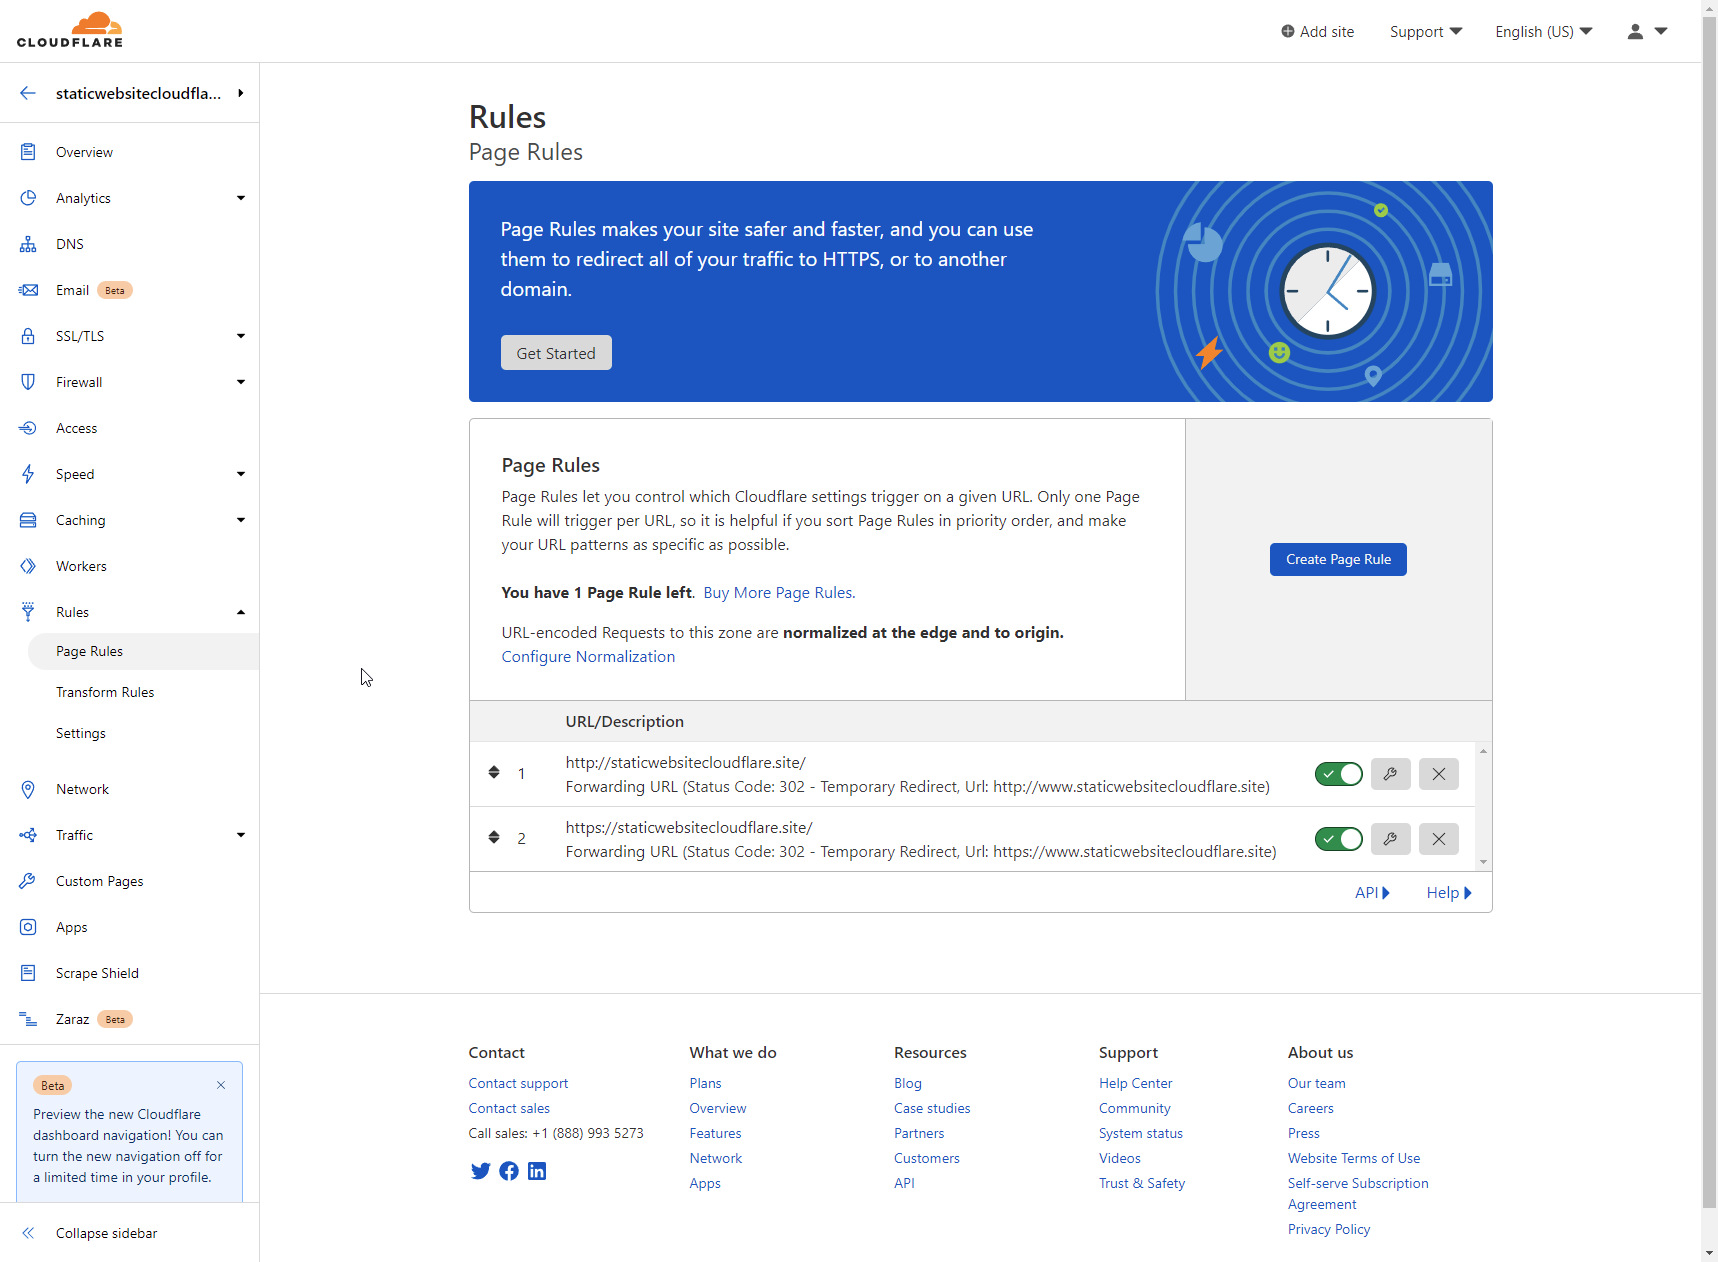 CLOUDFLARE
Add site
Support
English (US)
staticwebsitecloudfla...
Overview
Analytics
DNS
Email Beta
SSL/TLS
Firewall
Access
Speed
Caching
Workers
Rules
Page Rules
Transform Rules
Settings
Network
Traffic
Custom Pages
Apps
Scrape Shield
Zaraz Beta
Beta
Preview the new Cloudflare
dashboard navigation! You can
turn the new navigation off for
a limited time in your profile.
Collapse sidebar
Rules
Page Rules
Page Rules makes your site safer and faster, and you can use
them to redirect all of your traffic to HTTPS, or to another
domain.
Get Started
Page Rules
Page Rules let you control which Cloudflare settings trigger on a given URL. Only one Page
Rule will trigger per URL, so it is helpful if you sort Page Rules in priority order, and make
your URL patterns as specific as possible.
You have 1 Page Rule left. Buy More Page Rules.
URL-encoded Requests to this zone are normalized at the edge and to origin.
Configure Normalization
Create Page Rule
URL/Description
1
http://staticwebsitecloudflare.site/
Forwarding URL (Status Code: 302 - Temporary Redirect, Url: http://www.staticwebsitecloudflare.site)
2
https://staticwebsitecloudflare.site/
Forwarding URL (Status Code: 302 - Temporary Redirect, Url: https://www.staticwebsitecloudflare.site)
API
Help
Contact
Contact support
Contact sales
Call sales: +1 (888) 993 5273
What we do
Plans
Overview
Features
Network
Apps
Resources
Blog
Case studies
Partners
Customers
API
Support
Help Center
Community
System status
Videos
Trust & Safety
About us
Our team
Careers
Press
Website Terms of Use
Self-serve Subscription
Agreement
Privacy Policy